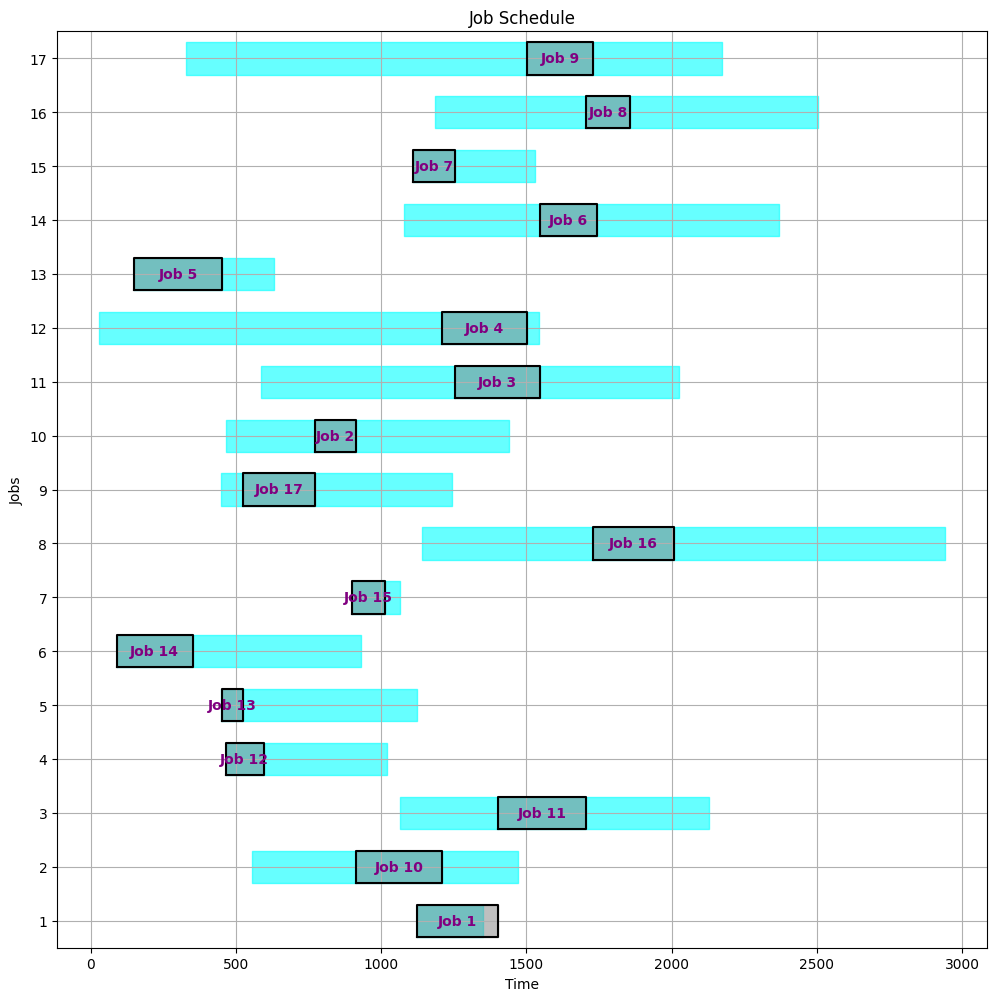 Job Schedule
17
Job 9
16
Job 8
15
Job 7
14
Job 6
13
Job 5
12
Job 4
11
Job 3
10
Job 2
9
Job 17
8
Job 16
7
Job 15
6
Job 14
5
Job 13
4
Job 12
3
Job 11
2
Job 10
1
Job 1
Jobs
0 500 1000 1500 2000 2500 3000
Time